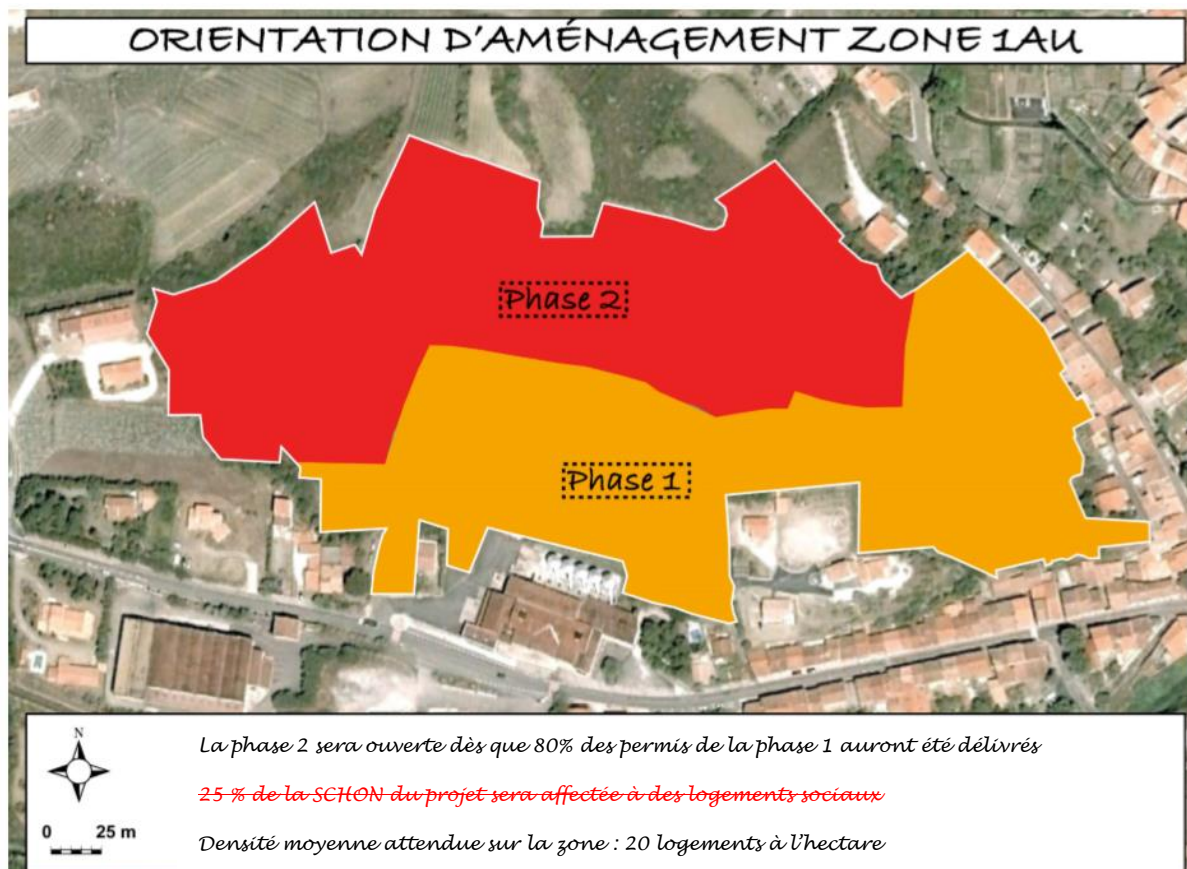 ORIENTATION D'AMÉNAGEMENT ZONE 1AU
Phase 2
Phase 1
N
La phase 2 sera ouverte dès que 80% des permis de la phase 1 auront été délivrés
25 % de la SCHON du projet sera affectée à des logements sociaux
0 25 m
Densité moyenne attendue sur la zone : 20 logements à l'hectare